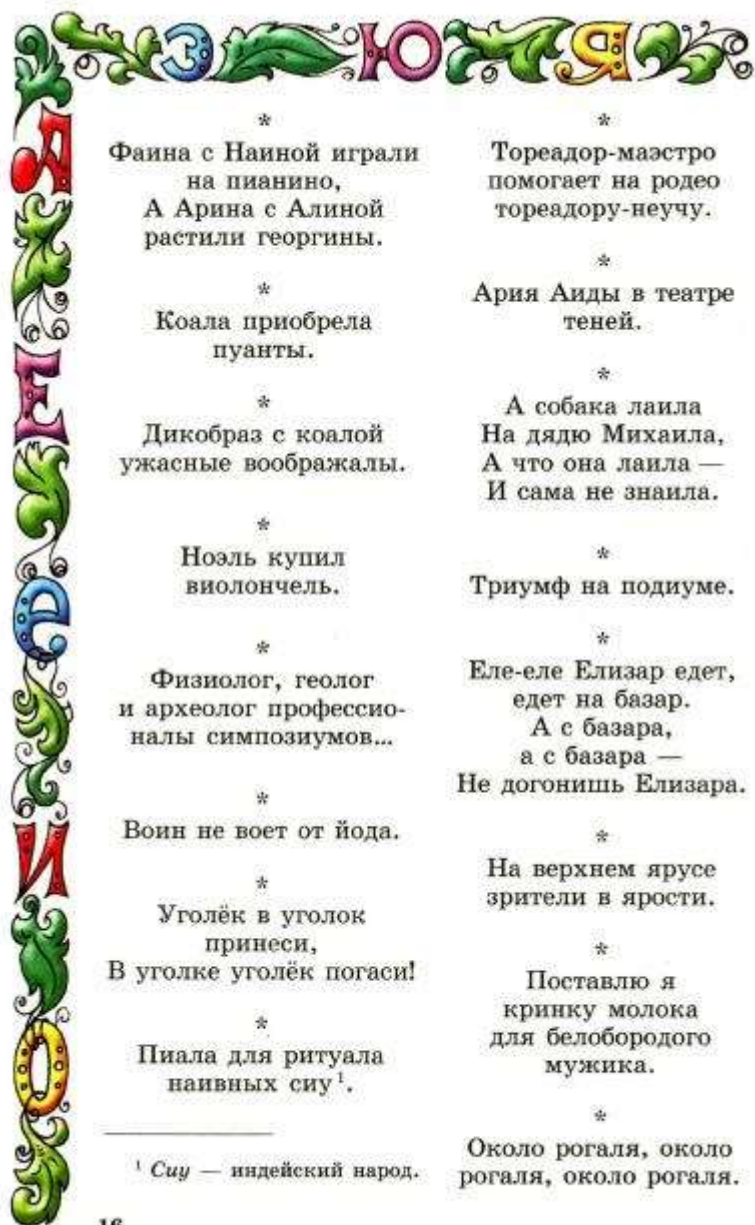 З Ю Я
А
Е
Е
И
О
*
Фаина с Наиной играли
на пианино,
А Арина с Алиной
растили георгины.
*
Коала приобрела
пуанты.
*
Дикобраз с коалой
ужасные воображалы.
*
Ноэль купил
виолончель.
*
Физиолог, геолог
и археолог профессио-
налы симпозиумов...
*
Воин не воет от йода.
*
Уголёк в уголок
принеси,
В уголке уголёк погаси!
*
Пиала для ритуала
наивных сиу¹.
¹ Сиу — индейский народ.
*
Тореадор-маэстро
помогает на родео
тореадору-неучу.
*
Ария Аиды в театре
теней.
*
А собака лаила
На дядю Михаила,
А что она лаила —
И сама не знаила.
*
Триумф на подиуме.
*
Еле-еле Елизар едет,
едет на базар.
А с базара,
а с базара —
Не догонишь Елизара.
*
На верхнем ярусе
зрители в ярости.
*
Поставлю я
кринку молока
для белобородого
мужика.
*
Около рогаля, около
рогаля, около рогаля.
16